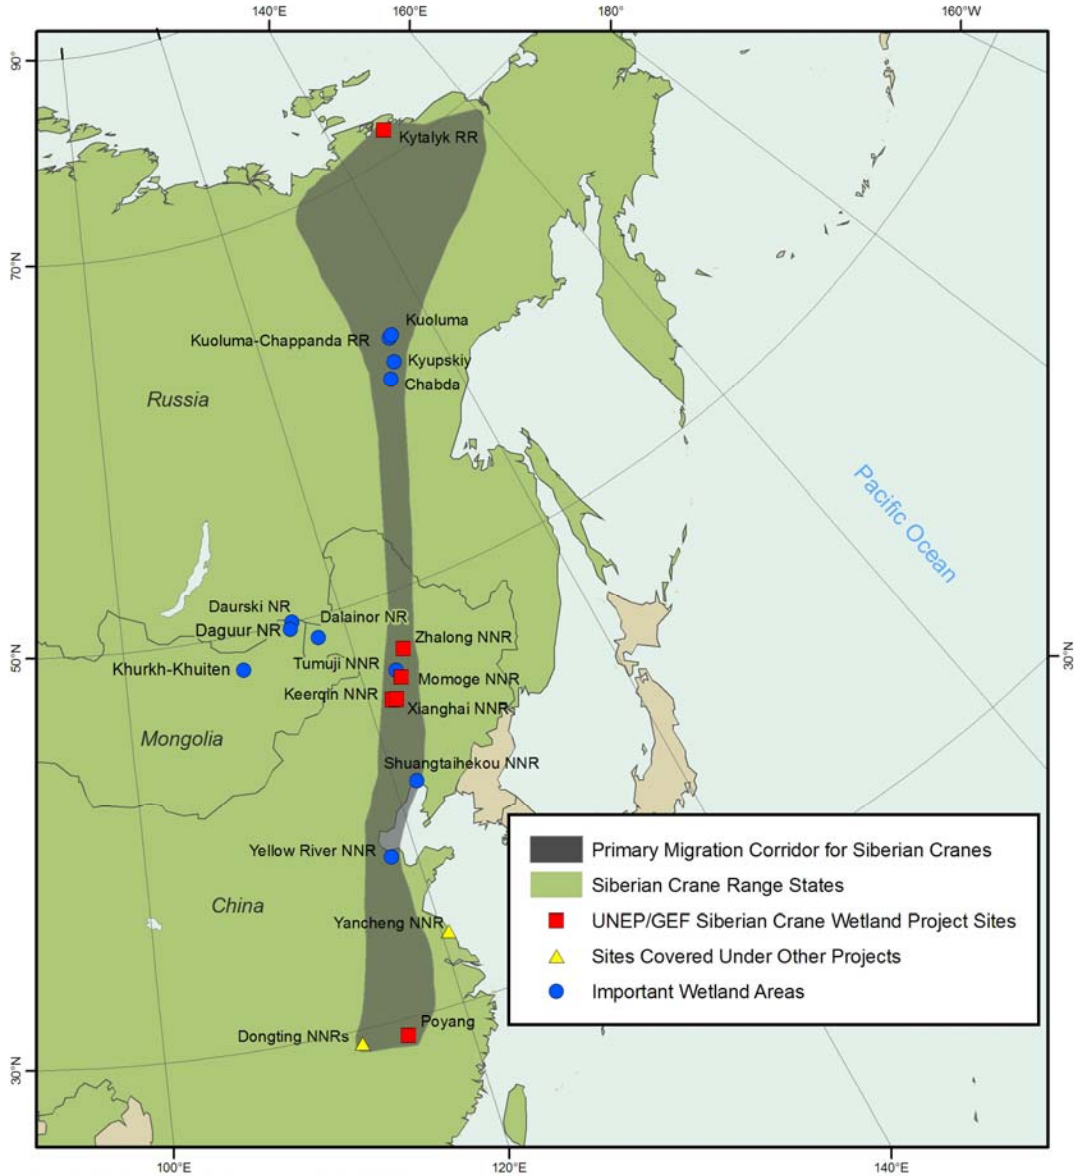 140°E
160°E
180°
160°W
90°
70°N
50°N
30°N
30°N
Kytalyk RR
Kuoluma
Kuoluma-Chappanda RR
Kyupskiy
Chabda
Russia
Pacific Ocean
Daurski NR
Dalainor NR
Daguur NR
Zhalong NNR
Khurkh-Khuiten
Tumuji NNR
Momoge NNR
Keerqin NNR
Xianghai NNR
Mongolia
Shuangtaihekou NNR
Yellow River NNR
China
Yancheng NNR
Poyang
Dongting NNRs
Primary Migration Corridor for Siberian Cranes
Siberian Crane Range States
UNEP/GEF Siberian Crane Wetland Project Sites
Sites Covered Under Other Projects
Important Wetland Areas
100°E
120°E
140°E